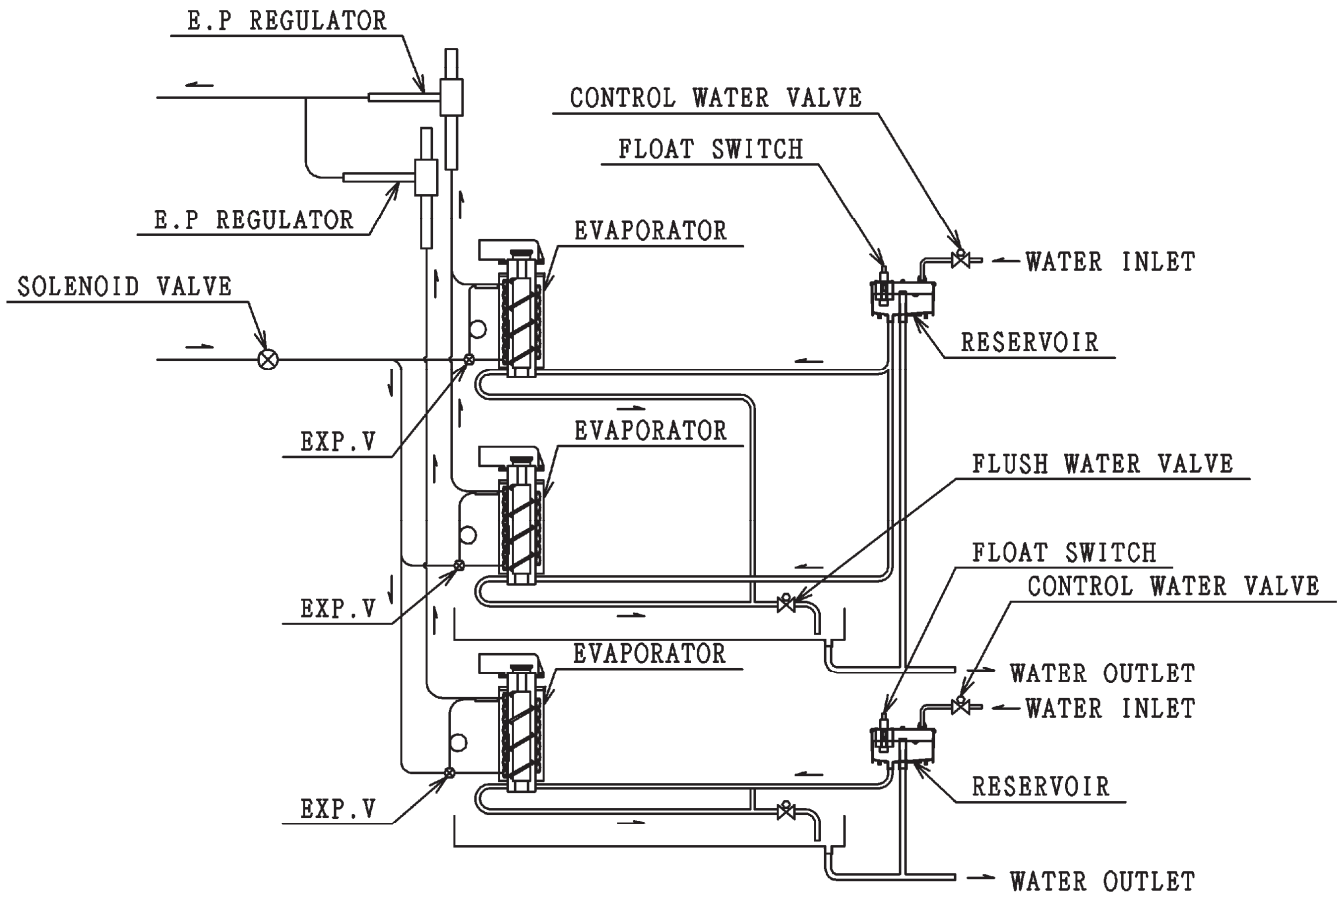 E.P REGULATOR
CONTROL WATER VALVE
FLOAT SWITCH
E.P REGULATOR
EVAPORATOR
WATER INLET
SOLENOID VALVE
RESERVOIR
EXP.V
EVAPORATOR
FLUSH WATER VALVE
FLOAT SWITCH
CONTROL WATER VALVE
EXP.V
EVAPORATOR
WATER OUTLET
WATER INLET
RESERVOIR
EXP.V
WATER OUTLET